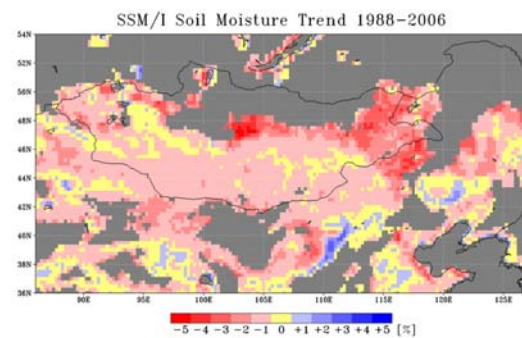 SSM/I Soil Moisture Trend 1988-2006
54N
52N
50N
48N
46N
44N
42N
40N
38N
36N
90E 95E 100E 105E 110E 115E 120E 125E
-5 -4 -3 -2 -1 0 +1 +2 +3 +4 +5 [%]